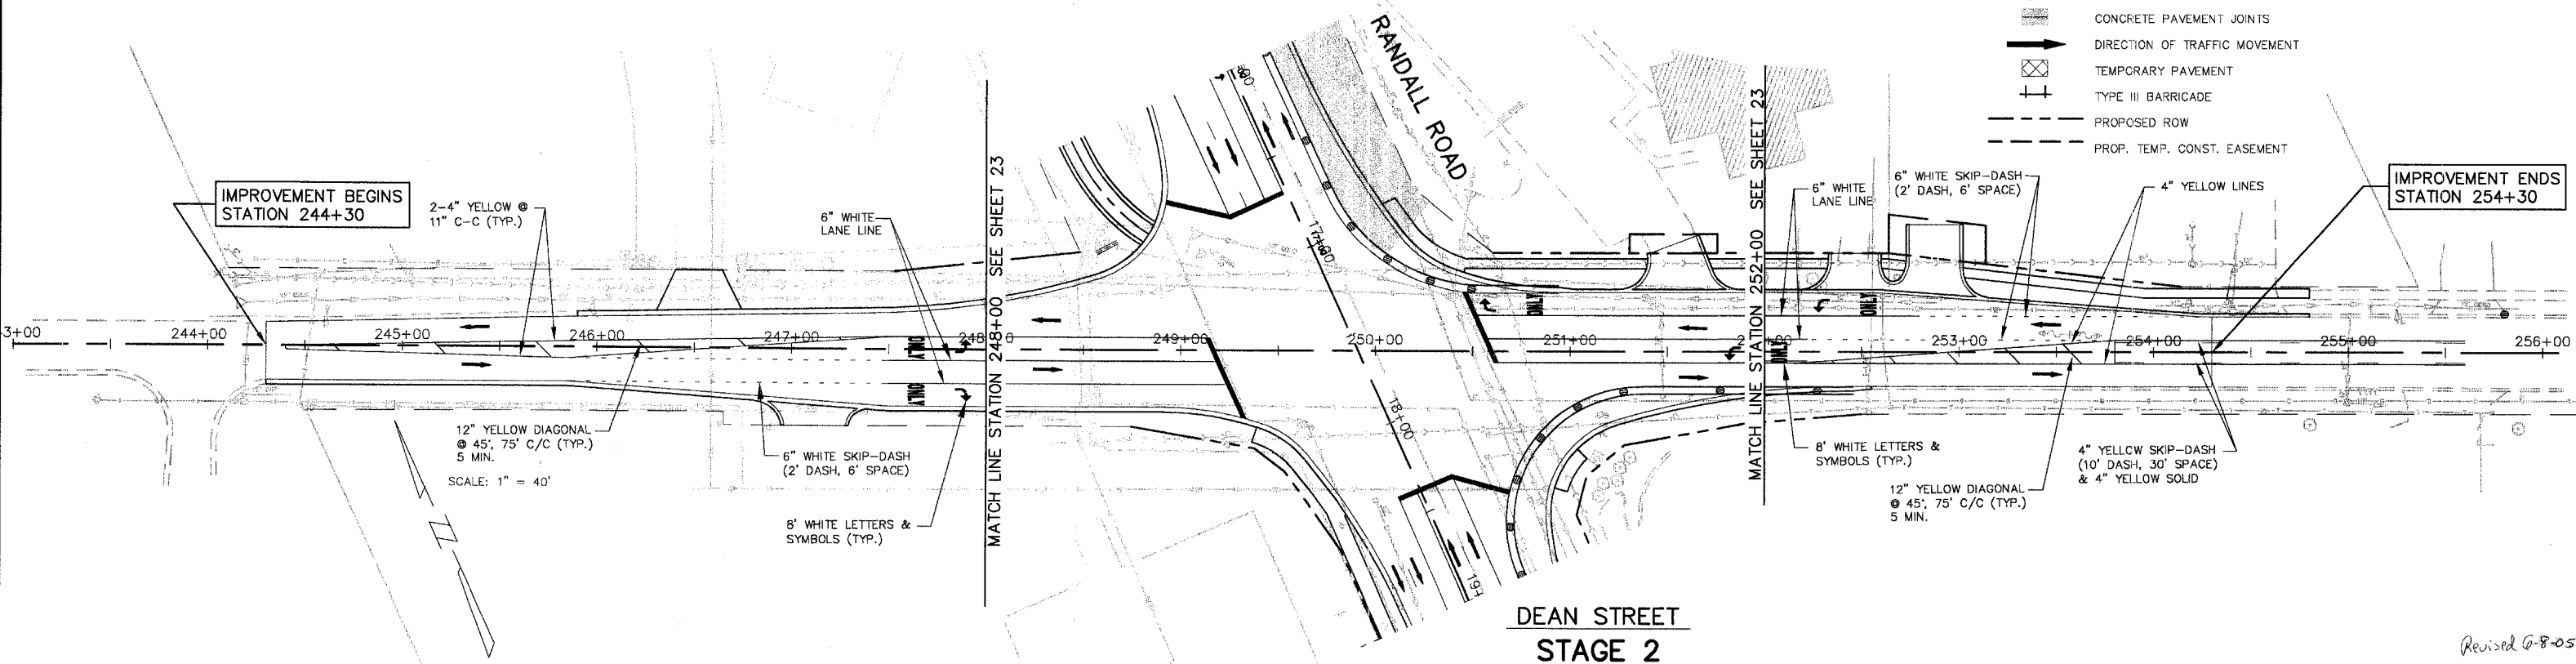 CONCRETE PAVEMENT JOINTS
DIRECTION OF TRAFFIC MOVEMENT
TEMPORARY PAVEMENT
TYPE III BARRICADE
PROPOSED ROW
PROP. TEMP. CONST. EASEMENT
RANDALL ROAD
IMPROVEMENT BEGINS
STATION 244+30
2-4" YELLOW @
11" C-C (TYP.)
6" WHITE
LANE LINE
MATCH LINE STATION 248+00 SEE SHEET 23
MATCH LINE STATION 252+00 SEE SHEET 23
6" WHITE
LANE LINE
6" WHITE SKIP-DASH
(2' DASH, 6' SPACE)
4" YELLOW LINES
IMPROVEMENT ENDS
STATION 254+30
3+00
244+00
245+00
246+00
247+00
249+00
250+00
251+00
253+00
254+00
255+00
256+00
18+00
19+
ONLY
ONLY
ONLY
ONLY
ONLY
12" YELLOW DIAGONAL
@ 45°, 75' C/C (TYP.)
5 MIN.
SCALE: 1" = 40'
6" WHITE SKIP-DASH
(2' DASH, 6' SPACE)
8' WHITE LETTERS &
SYMBOLS (TYP.)
8' WHITE LETTERS &
SYMBOLS (TYP.)
12" YELLOW DIAGONAL
@ 45°, 75' C/C (TYP.)
5 MIN.
4" YELLOW SKIP-DASH
(10' DASH, 30' SPACE)
& 4" YELLOW SOLID
Z
DEAN STREET
STAGE 2
Revised 6-8-05